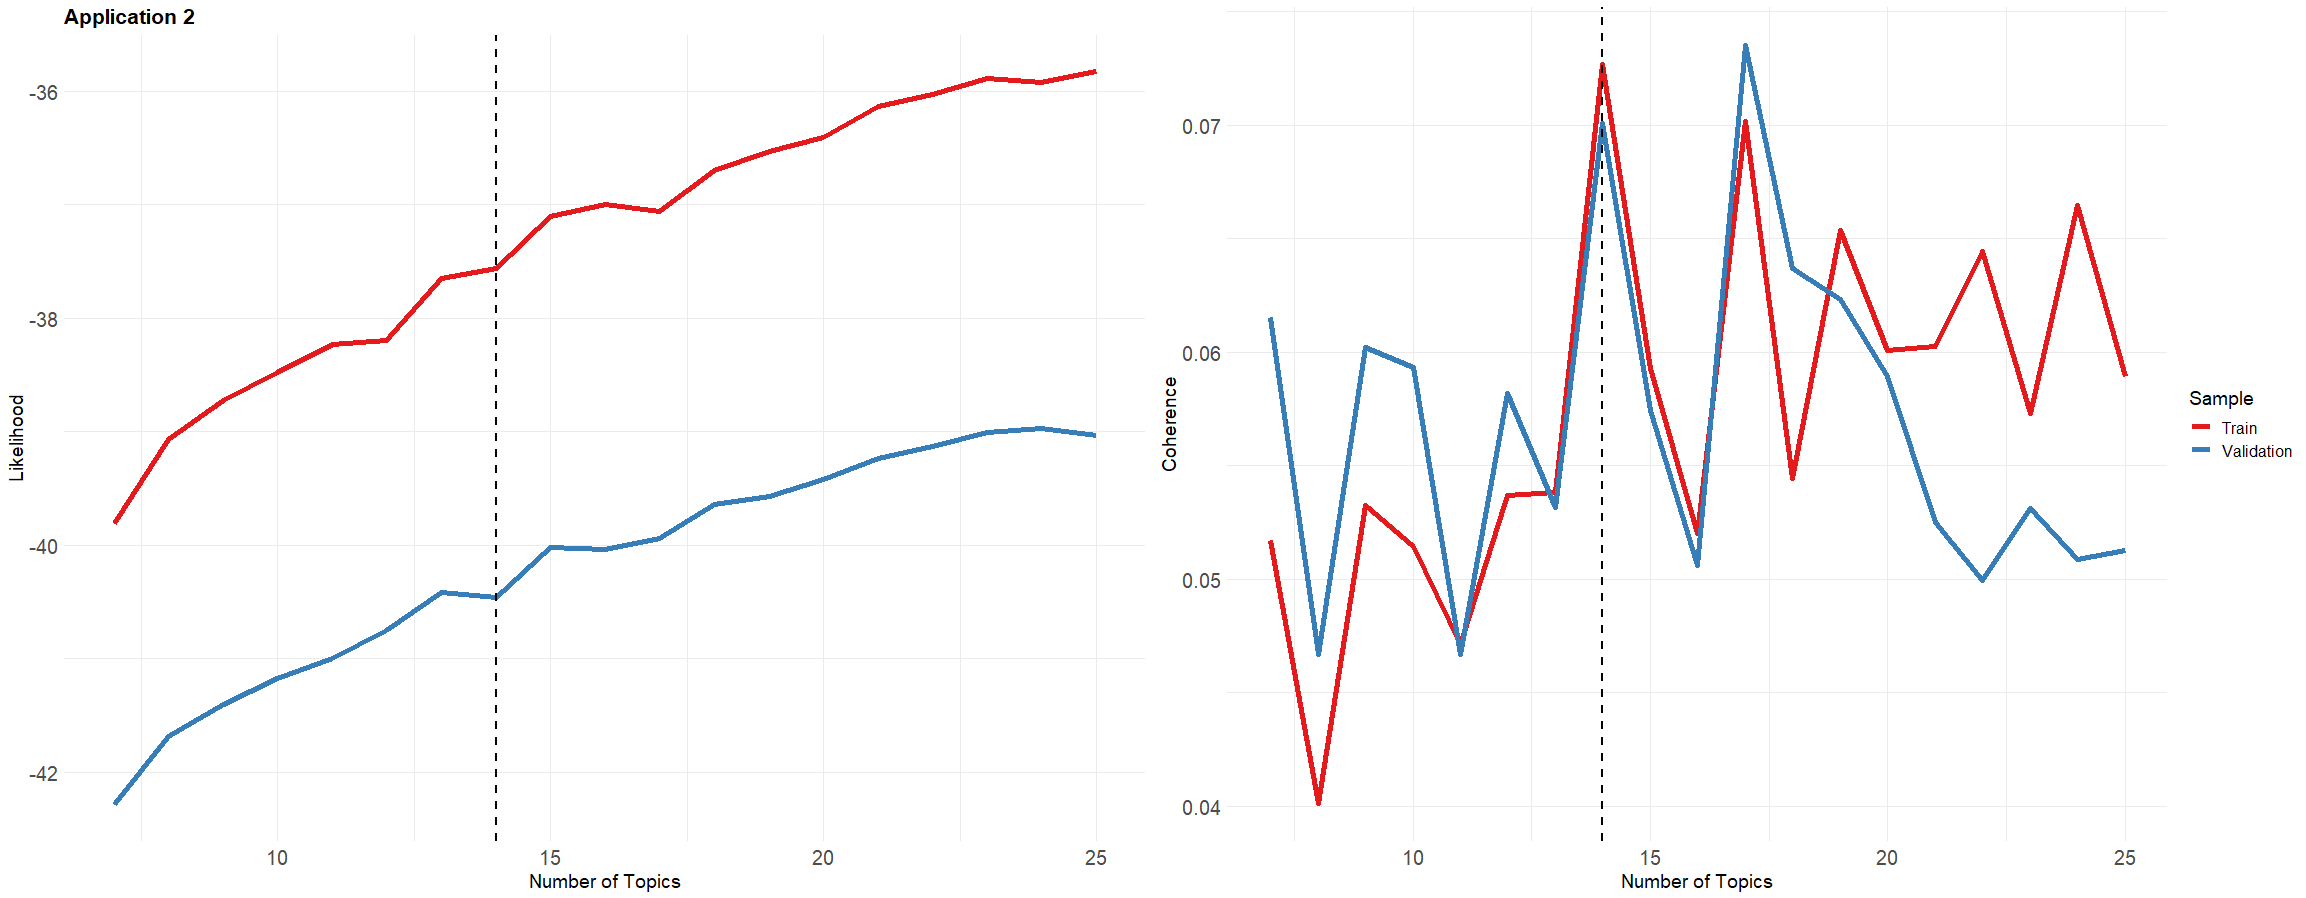 Application 2
Likelihood
-36
-38
-40
-42
10
15
20
25
Number of Topics
Coherence
0.07
0.06
0.05
0.04
10
15
20
25
Number of Topics
Sample
Train
Validation